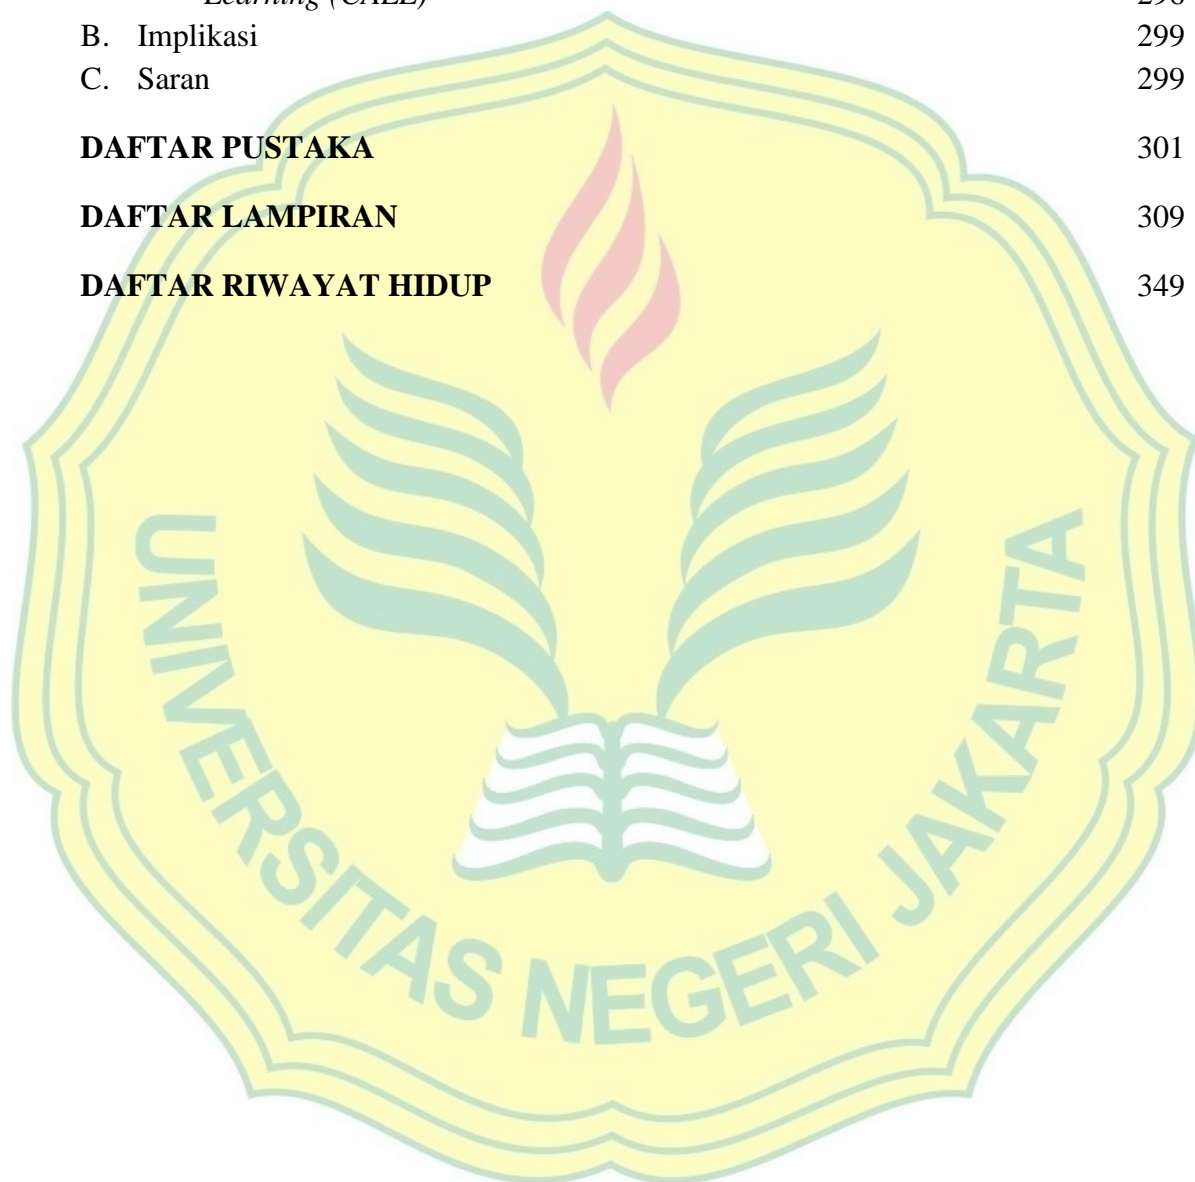 Learning (CALL) 298
B. Implikasi 299
C. Saran 299
DAFTAR PUSTAKA 301
DAFTAR LAMPIRAN 309
DAFTAR RIWAYAT HIDUP 349
UNIVERSITAS NEGERI JAKARTA